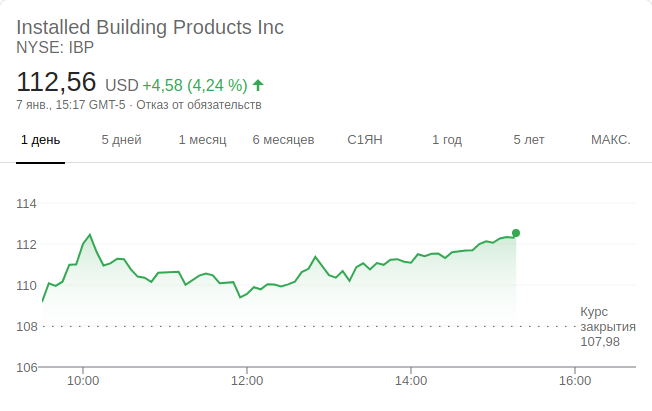 Installed Building Products Inc
NYSE: IBP
112,56 USD +4,58 (4,24 %)
7 янв., 15:17 GMT-5 · Отказ от обязательств
1 день 5 дней 1 месяц 6 месяцев С1ЯН 1 год 5 лет МАКС.
114
112
110
108
106
Курс
закрытия
107,98
10:00 12:00 14:00 16:00